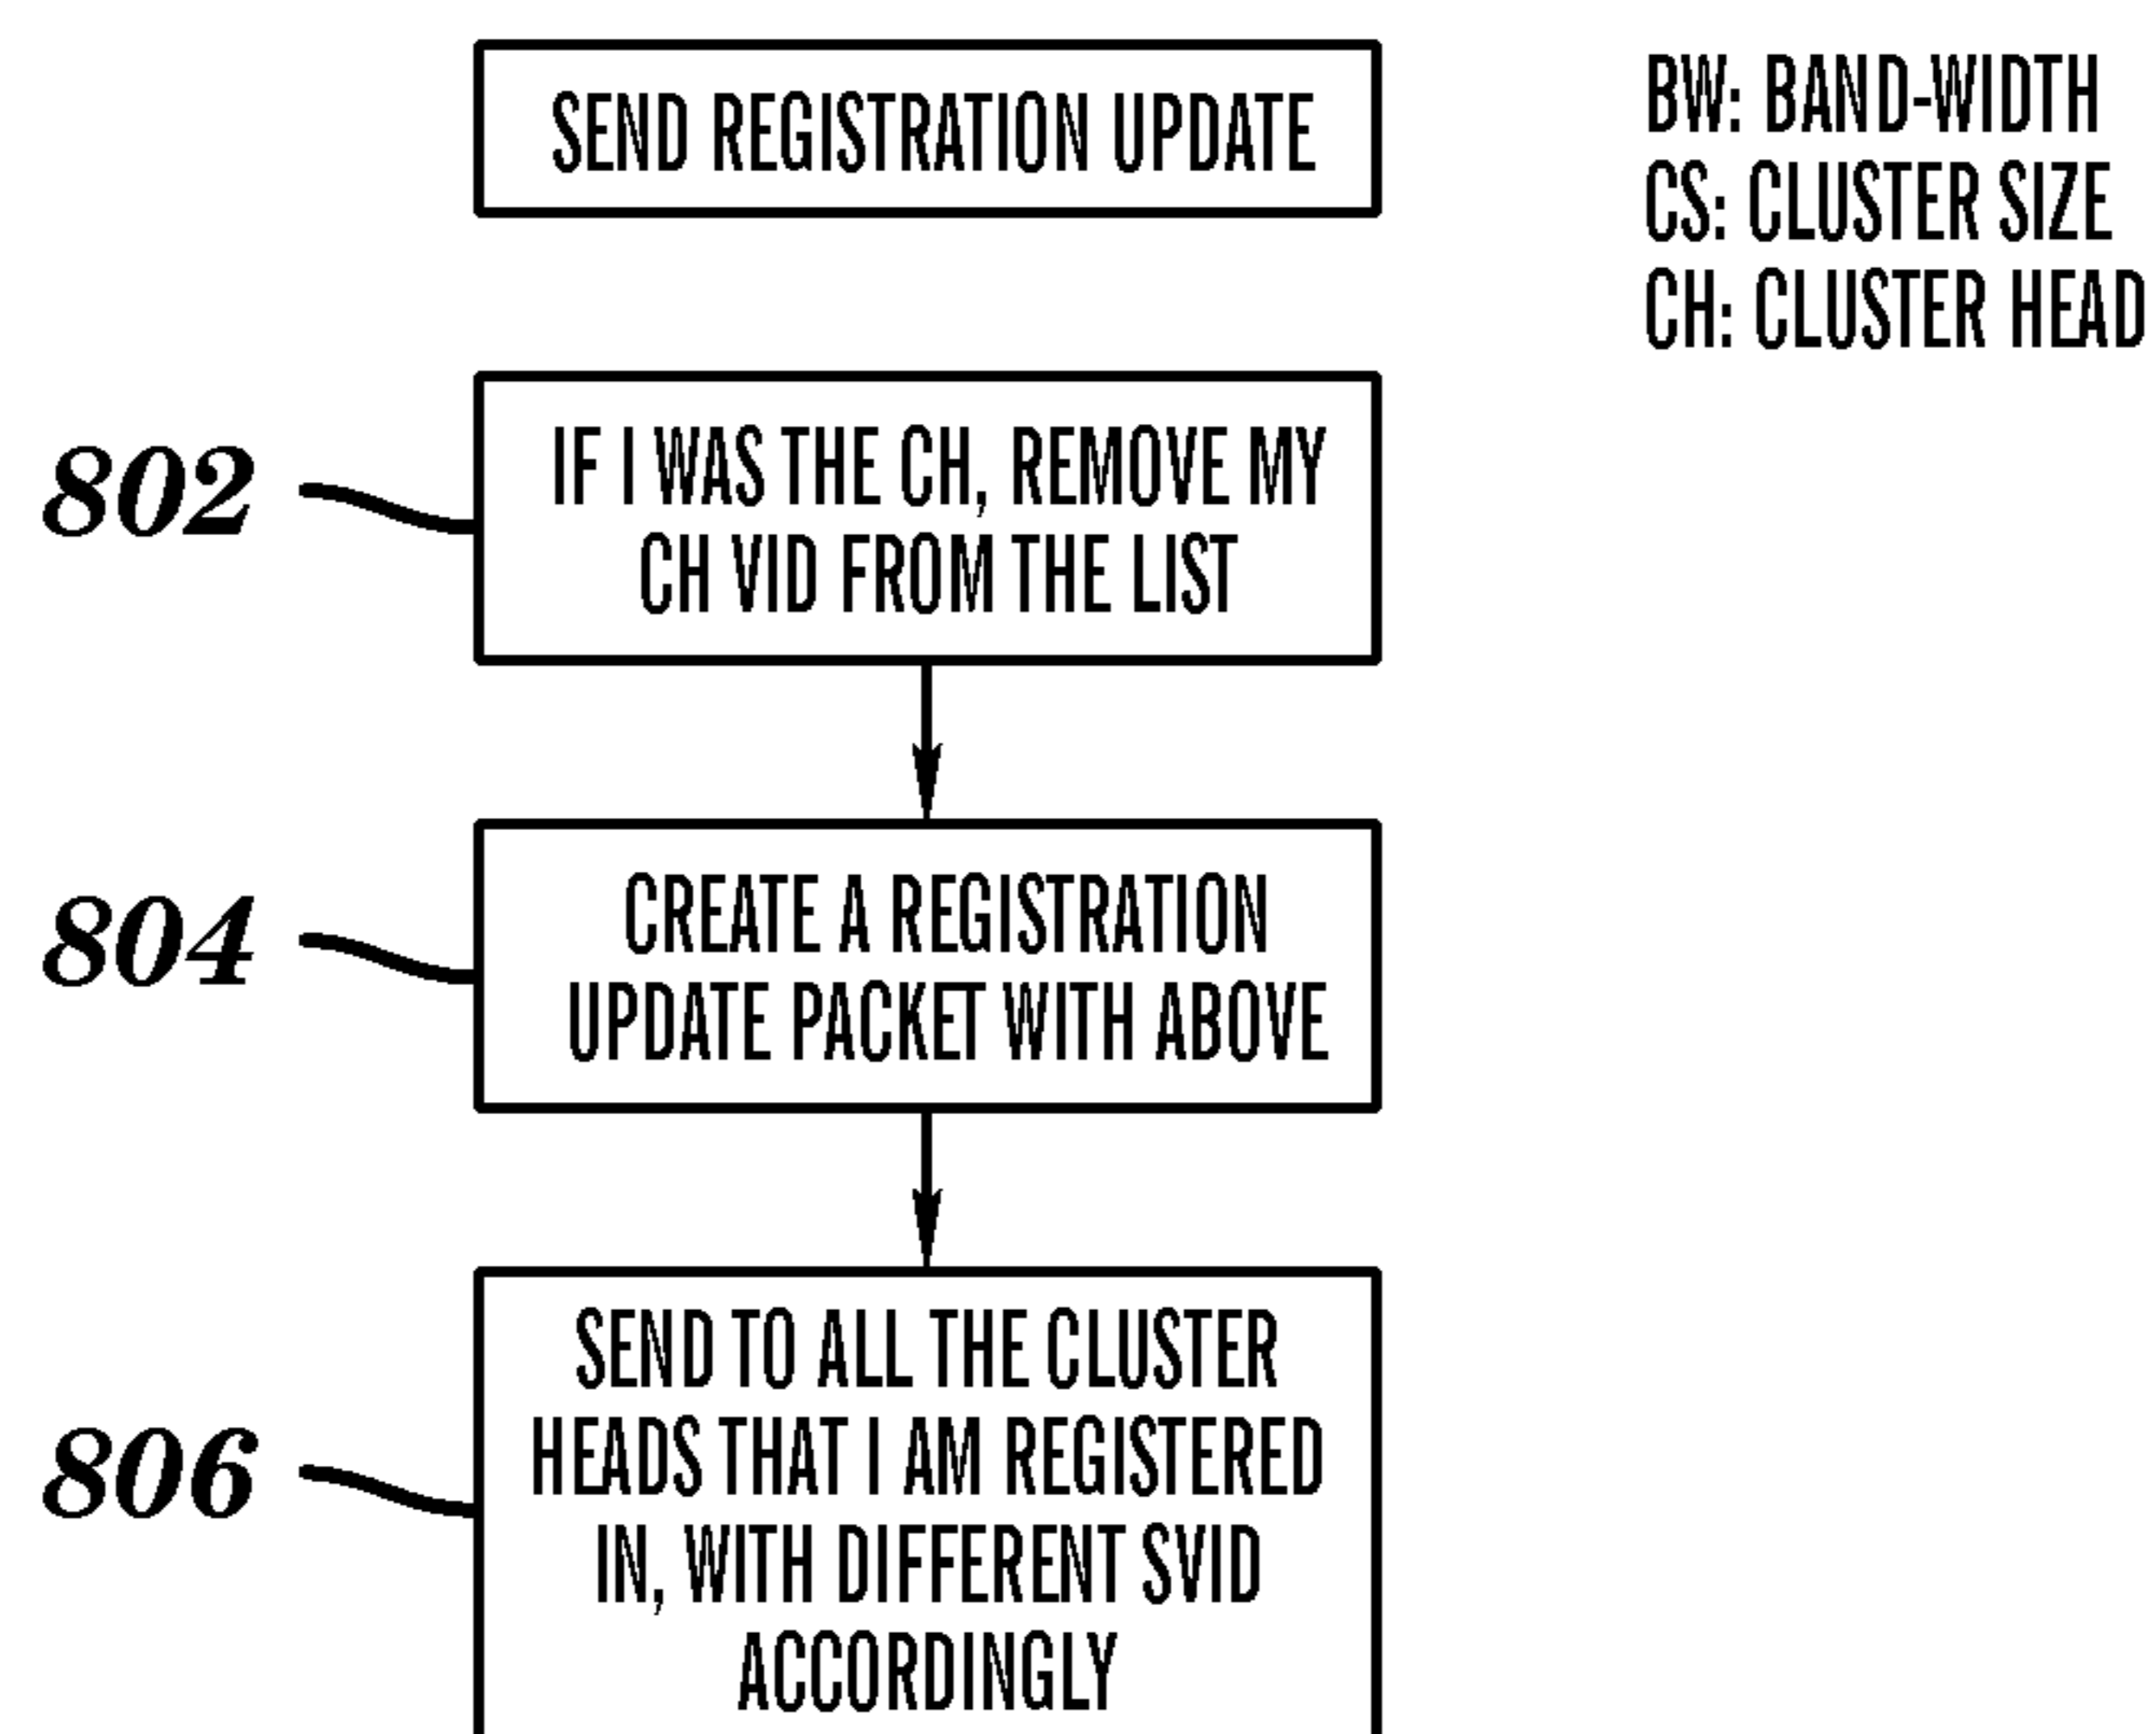 SEND REGISTRATION UPDATE
BW: BAND-WIDTH
CS: CLUSTER SIZE
CH: CLUSTER HEAD
802
IF I WAS THE CH, REMOVE MY
CH VID FROM THE LIST
804
CREATE A REGISTRATION
UPDATE PACKET WITH ABOVE
806
SEND TO ALL THE CLUSTER
HEADS THAT I AM REGISTERED
IN, WITH DIFFERENT SVID
ACCORDINGLY